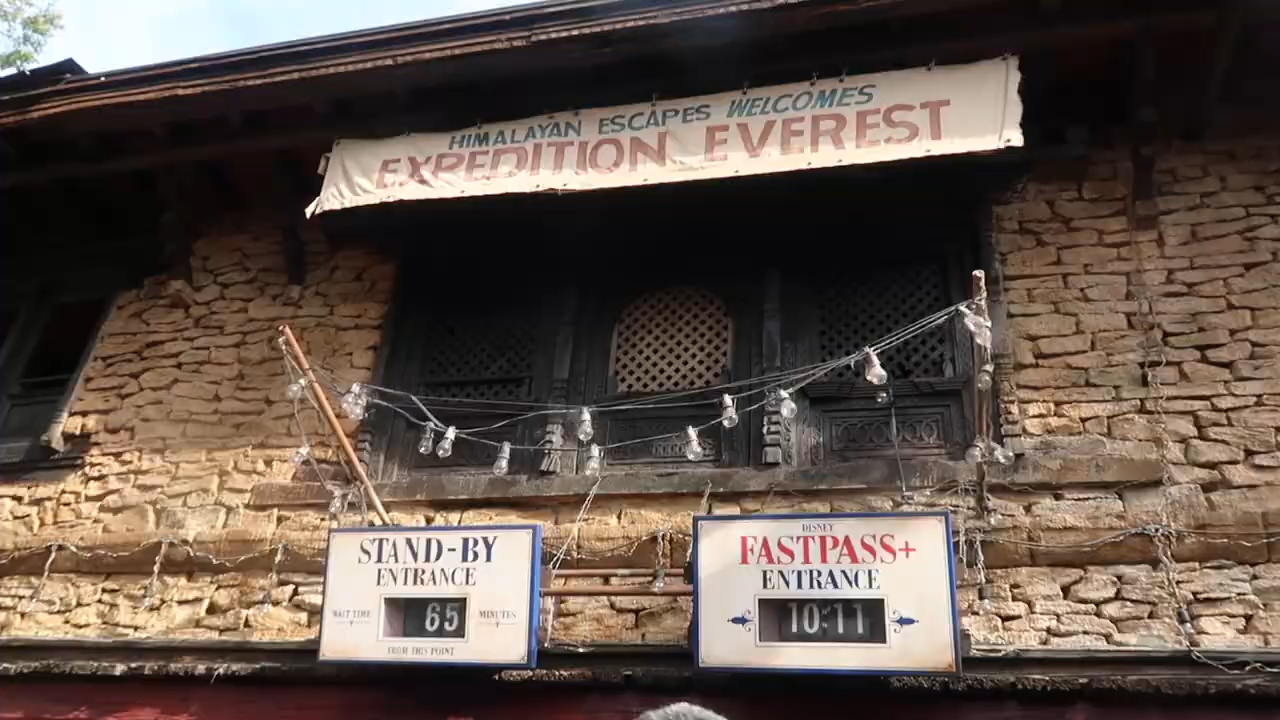 HIMALAYAN ESCAPES WELCOMES
EXPEDITION EVEREST
STAND-BY
ENTRANCE
WAIT TIME 65 MINUTES
FROM THIS POINT
DISNEY
FASTPASS+
ENTRANCE
10:11